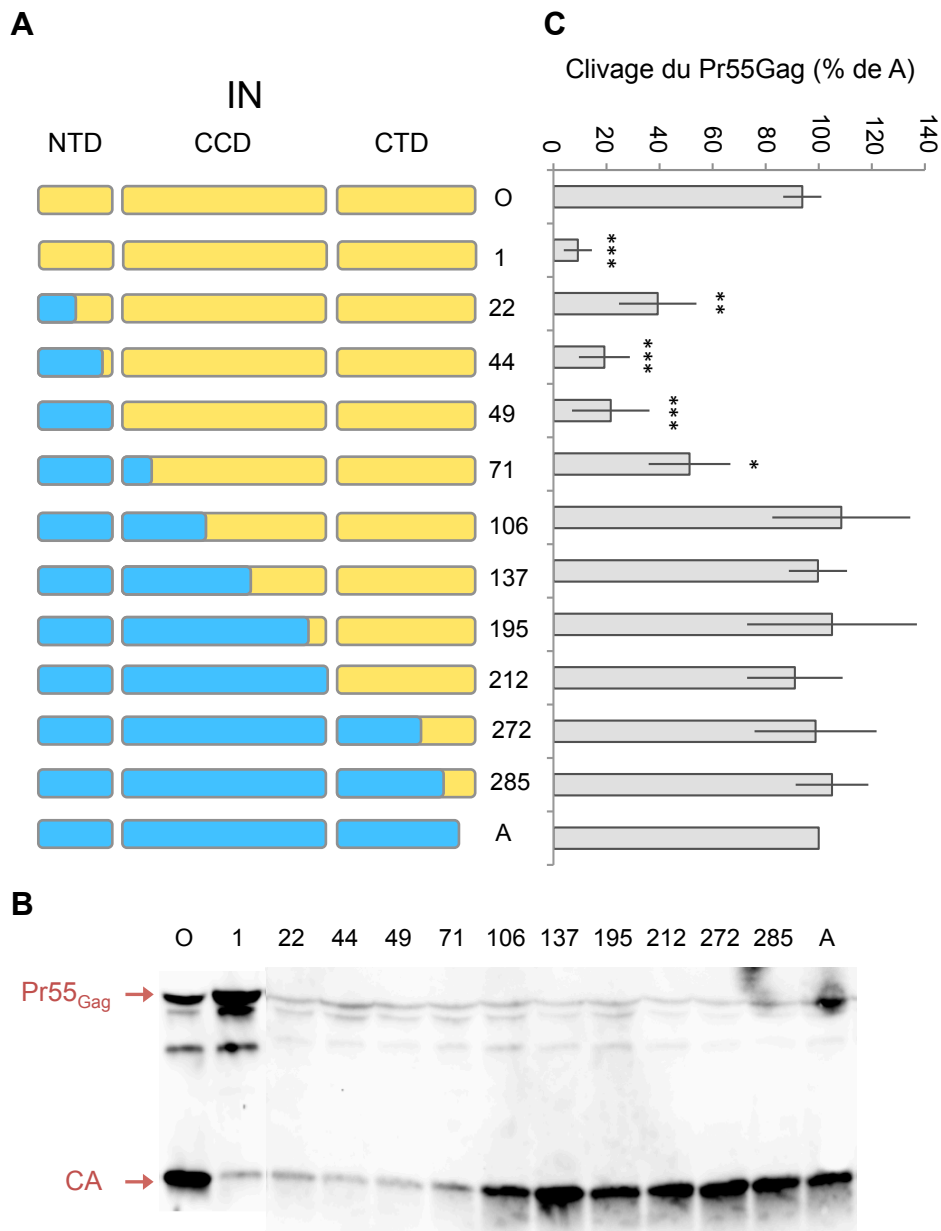 A
IN
NTD CCD CTD
O
1
22
44
49
71
106
137
195
212
272
285
A
C
Clivage du Pr55Gag (% de A)
0 20 40 60 80 100 120 140
***
**
***
***
*
B
O 1 22 44 49 71 106 137 195 212 272 285 A
Pr55Gag
CA